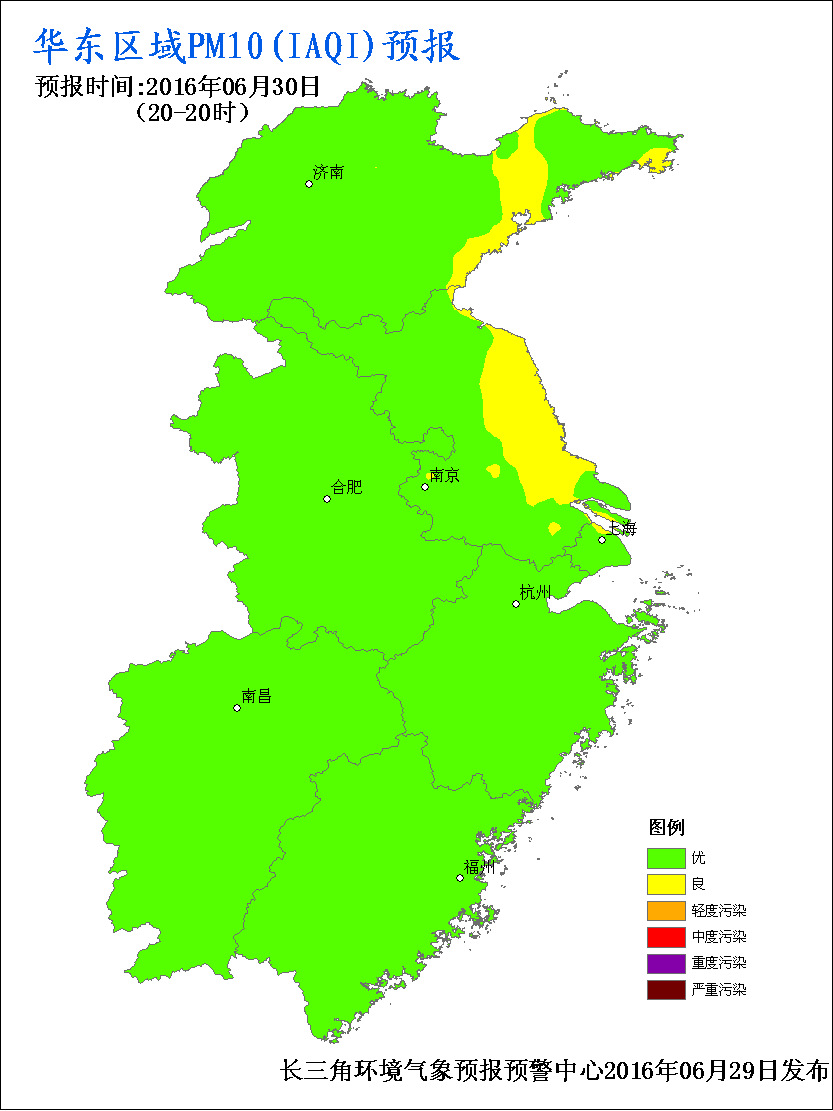 华东区域PM10(IAQI)预报
预报时间:2016年06月30日
(20-20时)
济南
南京
合肥
上海
杭州
南昌
福州
图例
优
良
轻度污染
中度污染
重度污染
严重污染
长三角环境气象预报预警中心2016年06月29日发布